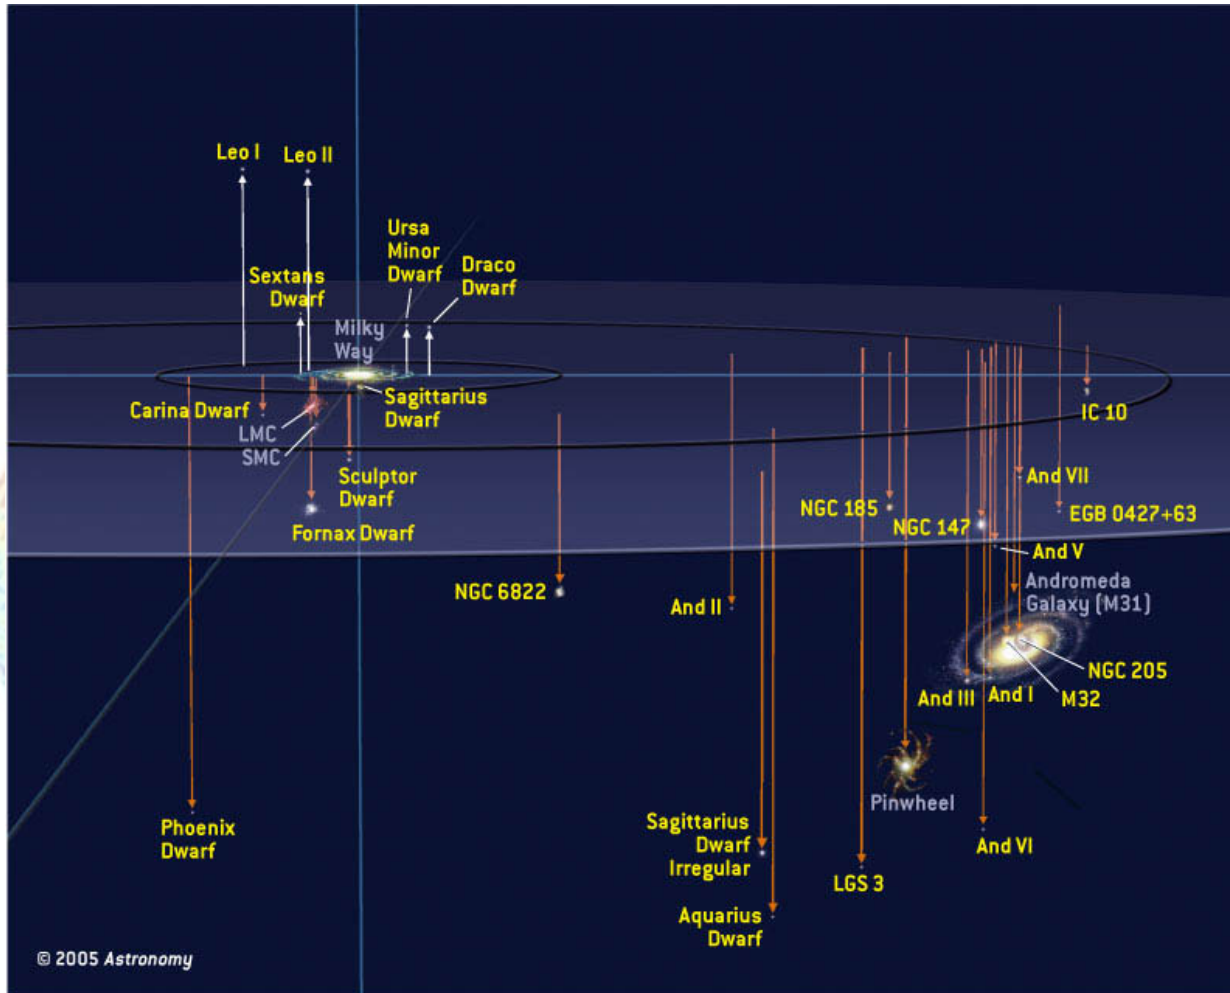 Leo I
Leo II
Ursa
Minor
Dwarf
Draco
Dwarf
Sextans
Dwarf
Milky
Way
Sagittarius
Dwarf
Carina Dwarf
LMC
SMC
Sculptor
Dwarf
Fornax Dwarf
IC 10
And VII
NGC 185
NGC 147
EGB 0427+63
And V
NGC 6822
And II
Andromeda
Galaxy (M31)
NGC 205
And III
And I
M32
Pinwheel
Phoenix
Dwarf
Sagittarius
Dwarf
Irregular
And VI
LGS 3
Aquarius
Dwarf
© 2005 Astronomy